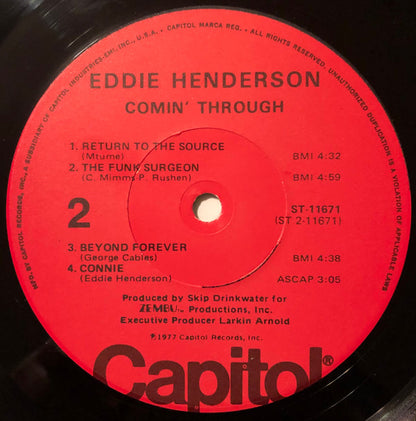 MFD. BY CAPITOL RECORDS, INC., A SUBSIDIARY OF CAPITOL INDUSTRIES-EMI, INC., U.S.A. • CAPITOL MARCA REG. • ALL RIGHTS RESERVED. UNAUTHORIZED DUPLICATION IS A VIOLATION OF APPLICABLE LAWS
EDDIE HENDERSON
COMIN' THROUGH
1. RETURN TO THE SOURCE
(Mtume) BMI 4:32
2. THE FUNK SURGEON
(C. Mimms P. Rushen) BMI 4:59
2
ST-11671
(ST 2-11671)
3. BEYOND FOREVER
(George Cables) BMI 4:38
4. CONNIE
(Eddie Henderson) ASCAP 3:05
Produced by Skip Drinkwater for
ZEMBU™ Productions, Inc.
Executive Producer Larkin Arnold
℗1977 Capitol Records, Inc.
Capitol®